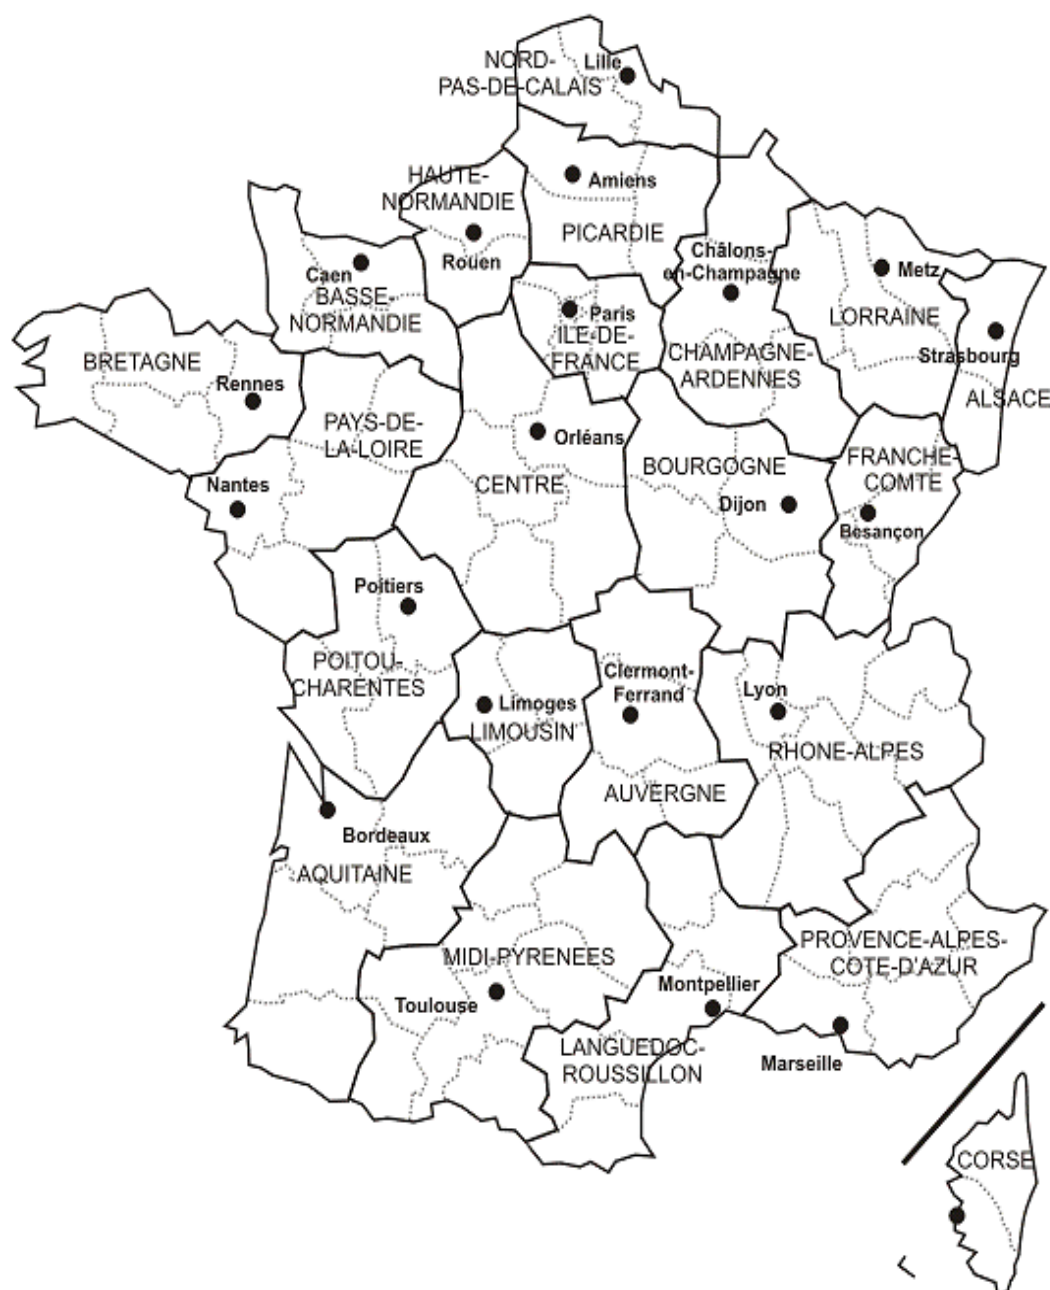 NORD-
PAS-DE-CALAIS
Lille
HAUTE-
NORMANDIE
Amiens
PICARDIE
Rouen
Caen
BASSE-
NORMANDIE
Châlons-
en-Champagne
Metz
LORRAINE
Paris
ILE-DE-
FRANCE
CHAMPAGNE-
ARDENNES
Strasbourg
ALSACE
BRETAGNE
Rennes
PAYS-DE-
LA-LOIRE
Orléans
CENTRE
BOURGOGNE
Dijon
FRANCHE-
COMTE
Besançon
Nantes
Poitiers
POITOU-
CHARENTES
Limoges
LIMOUSIN
Clermont-
Ferrand
AUVERGNE
Lyon
RHONE-ALPES
Bordeaux
AQUITAINE
MIDI-PYRENEES
Toulouse
Montpellier
LANGUEDOC-
ROUSSILLON
PROVENCE-ALPES-
COTE-D'AZUR
Marseille
CORSE